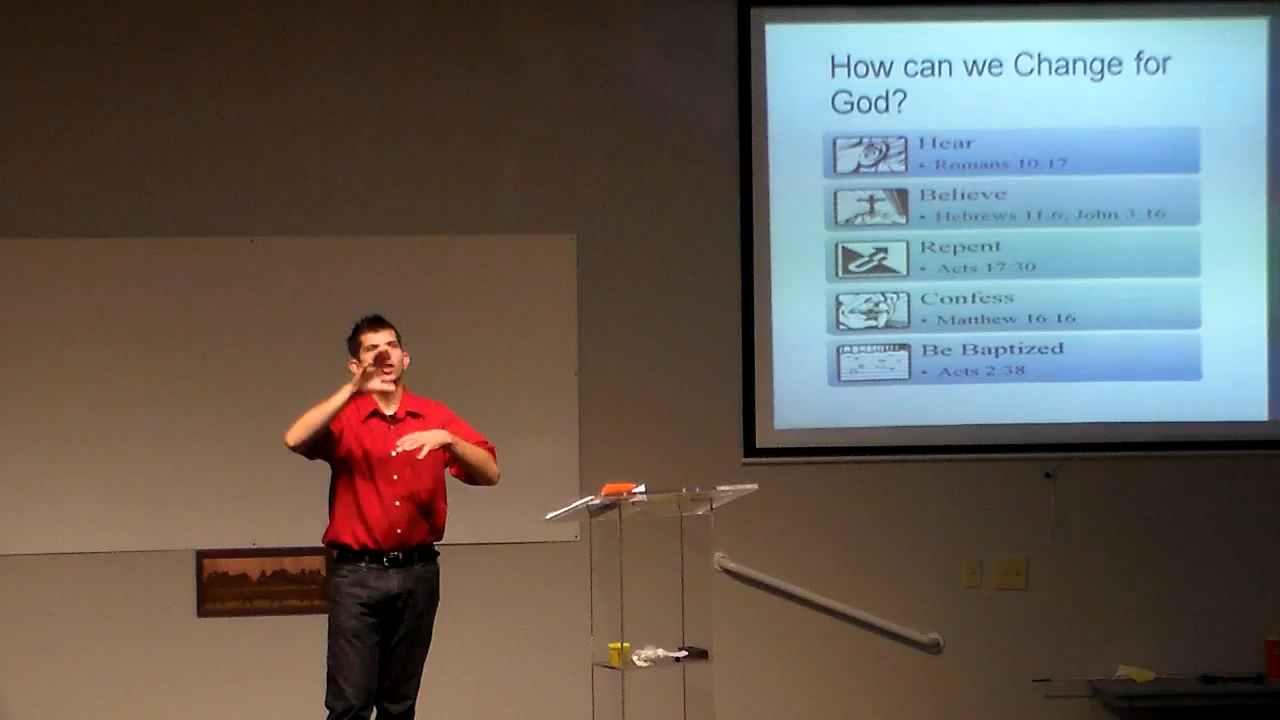 How can we Change for
God?
Hear
• Romans 10:17
Believe
• Hebrews 11:6, John 3:16
Repent
• Acts 17:30
Confess
• Matthew 16:16
Be Baptized
• Acts 2:38